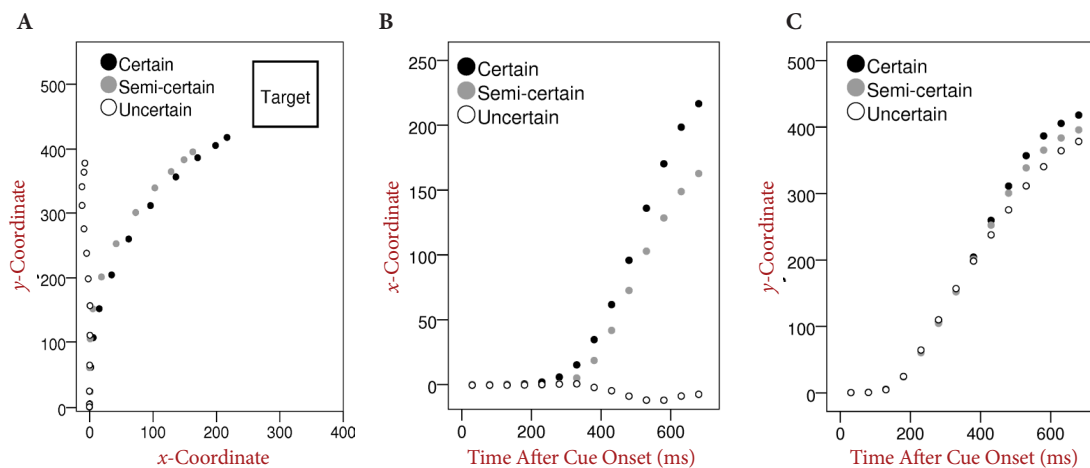 A
Certain
Semi-certain
Uncertain
Target
500
400
300
200
100
0
0
100
200
300
400
y-Coordinate
x-Coordinate
B
Certain
Semi-certain
Uncertain
250
200
150
100
50
0
0
200
400
600
x-Coordinate
Time After Cue Onset (ms)
C
Certain
Semi-certain
Uncertain
500
400
300
200
100
0
0
200
400
600
y-Coordinate
Time After Cue Onset (ms)